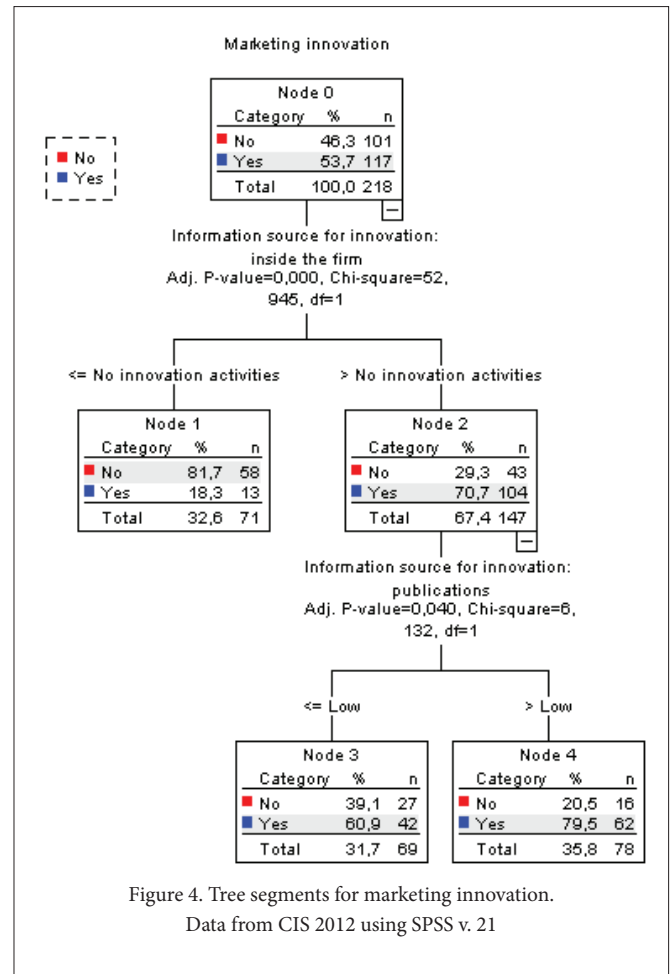 Marketing innovation
Node 0
Category % n
No 46,3 101
Yes 53,7 117
Total 100,0 218
No
Yes
Information source for innovation:
inside the firm
Adj. P-value=0,000, Chi-square=52,
945, df=1
<= No innovation activities
> No innovation activities
Node 1
Category % n
No 81,7 58
Yes 18,3 13
Total 32,6 71
Node 2
Category % n
No 29,3 43
Yes 70,7 104
Total 67,4 147
Information source for innovation:
publications
Adj. P-value=0,040, Chi-square=6,
132, df=1
<= Low
> Low
Node 3
Category % n
No 39,1 27
Yes 60,9 42
Total 31,7 69
Node 4
Category % n
No 20,5 16
Yes 79,5 62
Total 35,8 78
Figure 4. Tree segments for marketing innovation.
Data from CIS 2012 using SPSS v. 21